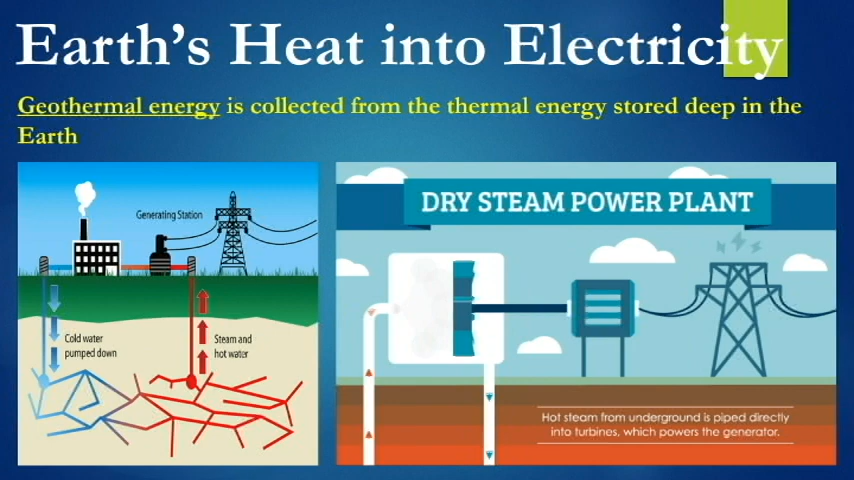 Earth's Heat into Electricity
Geothermal energy is collected from the thermal energy stored deep in the
Earth
Generating Station
Cold water
pumped down
Steam and
hot water
DRY STEAM POWER PLANT
Hot steam from underground is piped directly
into turbines, which powers the generator.